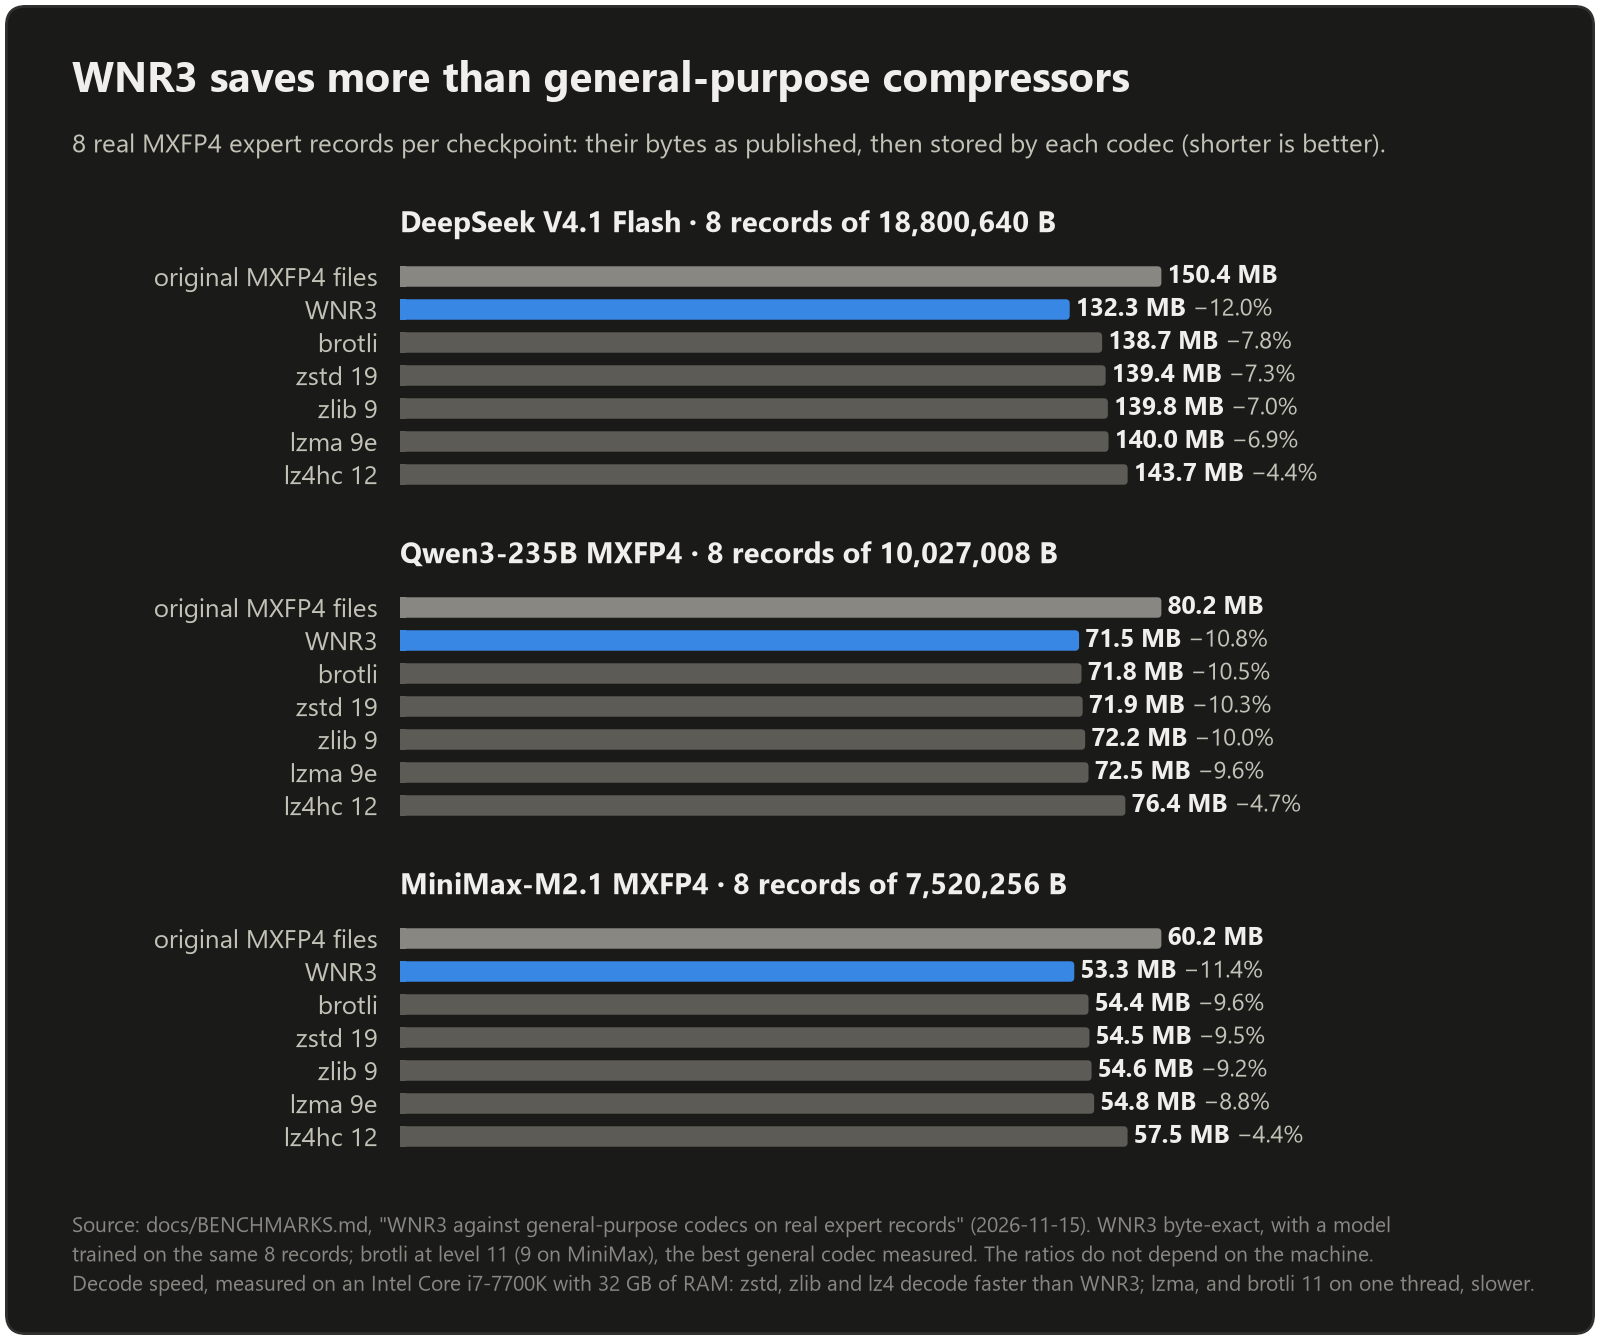 WNR3 saves more than general-purpose compressors
8 real MXFP4 expert records per checkpoint: their bytes as published, then stored by each codec (shorter is better).
DeepSeek V4.1 Flash · 8 records of 18,800,640 B
original MXFP4 files 150.4 MB
WNR3 132.3 MB −12.0%
brotli 138.7 MB −7.8%
zstd 19 139.4 MB −7.3%
zlib 9 139.8 MB −7.0%
lzma 9e 140.0 MB −6.9%
lz4hc 12 143.7 MB −4.4%
Qwen3-235B MXFP4 · 8 records of 10,027,008 B
original MXFP4 files 80.2 MB
WNR3 71.5 MB −10.8%
brotli 71.8 MB −10.5%
zstd 19 71.9 MB −10.3%
zlib 9 72.2 MB −10.0%
lzma 9e 72.5 MB −9.6%
lz4hc 12 76.4 MB −4.7%
MiniMax-M2.1 MXFP4 · 8 records of 7,520,256 B
original MXFP4 files 60.2 MB
WNR3 53.3 MB −11.4%
brotli 54.4 MB −9.6%
zstd 19 54.5 MB −9.5%
zlib 9 54.6 MB −9.2%
lzma 9e 54.8 MB −8.8%
lz4hc 12 57.5 MB −4.4%
Source: docs/BENCHMARKS.md, "WNR3 against general-purpose codecs on real expert records" (2026-11-15). WNR3 byte-exact, with a model
trained on the same 8 records; brotli at level 11 (9 on MiniMax), the best general codec measured. The ratios do not depend on the machine.
Decode speed, measured on an Intel Core i7-7700K with 32 GB of RAM: zstd, zlib and lz4 decode faster than WNR3; lzma, and brotli 11 on one thread, slower.